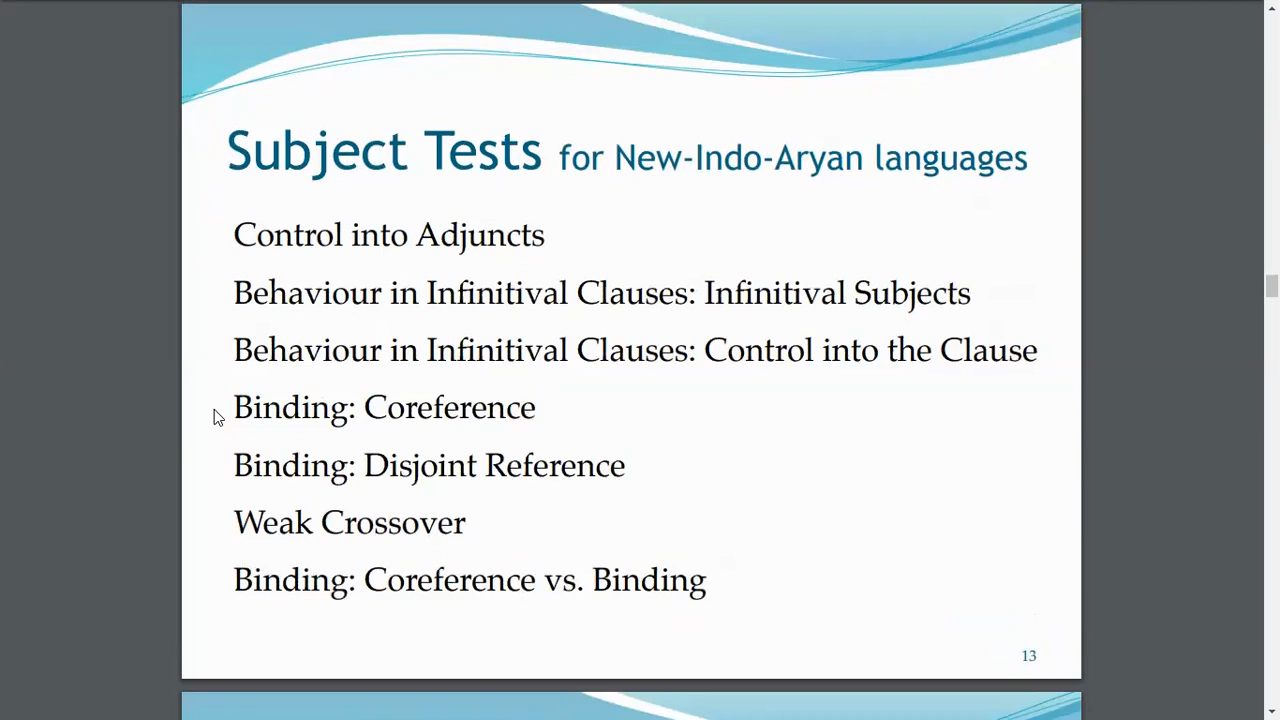 Subject Tests for New-Indo-Aryan languages
Control into Adjuncts
Behaviour in Infinitival Clauses: Infinitival Subjects
Behaviour in Infinitival Clauses: Control into the Clause
Binding: Coreference
Binding: Disjoint Reference
Weak Crossover
Binding: Coreference vs. Binding
13